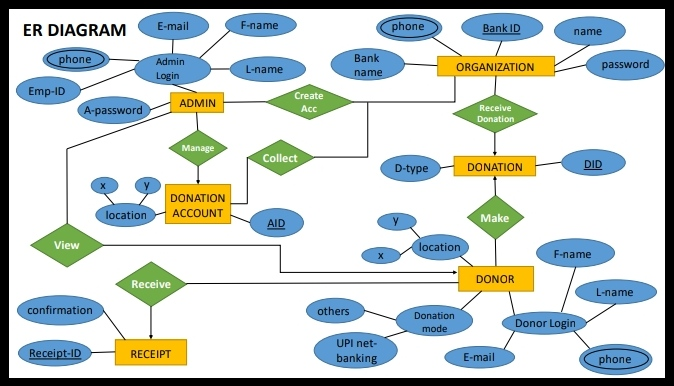 ER DIAGRAM
E-mail
F-name
phone
Admin
Login
L-name
Emp-ID
A-password
ADMIN
Create
Acc
phone
Bank ID
name
Bank
name
ORGANIZATION
password
Receive
Donation
Manage
Collect
D-type
DONATION
DID
x
y
location
DONATION
ACCOUNT
AID
View
Make
y
x
location
F-name
Receive
DONOR
L-name
confirmation
others
Donation
mode
Donor Login
UPI net-
banking
E-mail
phone
Receipt-ID
RECEIPT